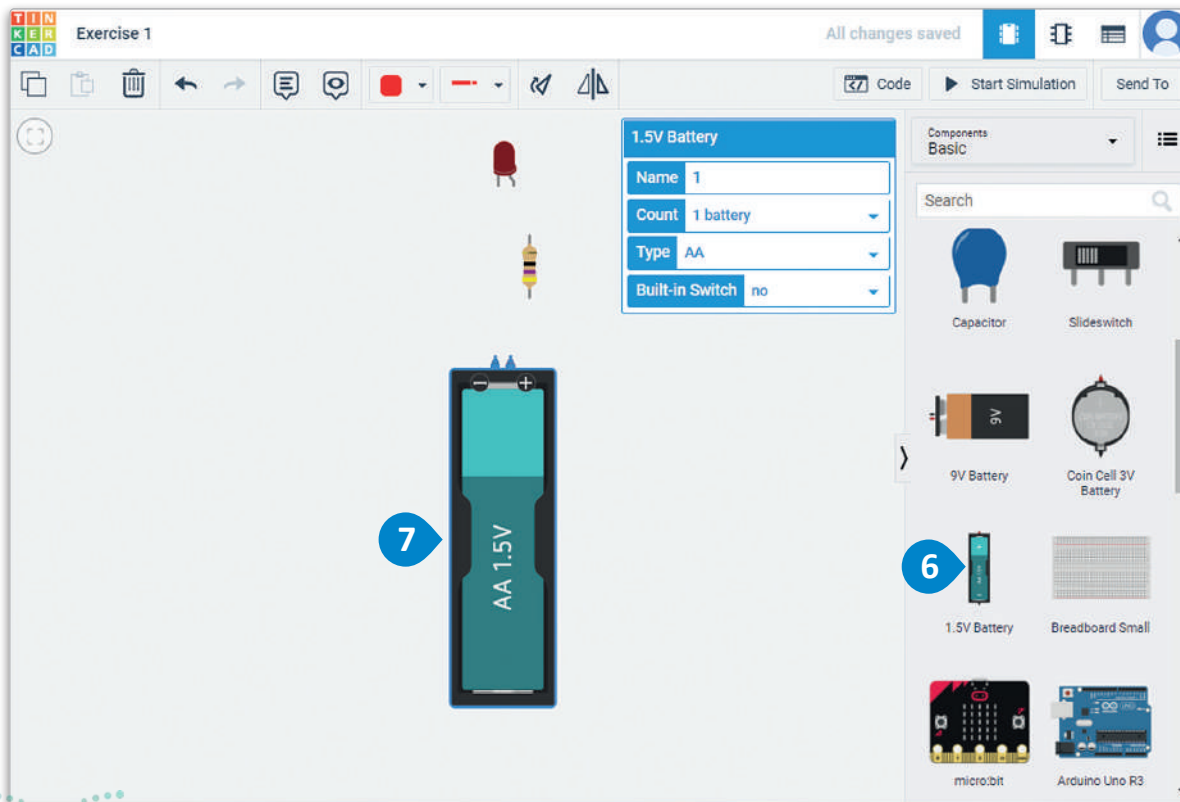 TIN
KER
CAD
Exercise 1
All changes saved
Code
Start Simulation
Send To
1.5V Battery
Name 1
Count 1 battery
Type AA
Built-in Switch no
Components
Basic
Search
Capacitor
Slideswitch
9V
9V Battery
Coin Cell 3V
Battery
1.5V Battery
Breadboard Small
micro:bit
Arduino Uno R3
AA 1.5V
7
6